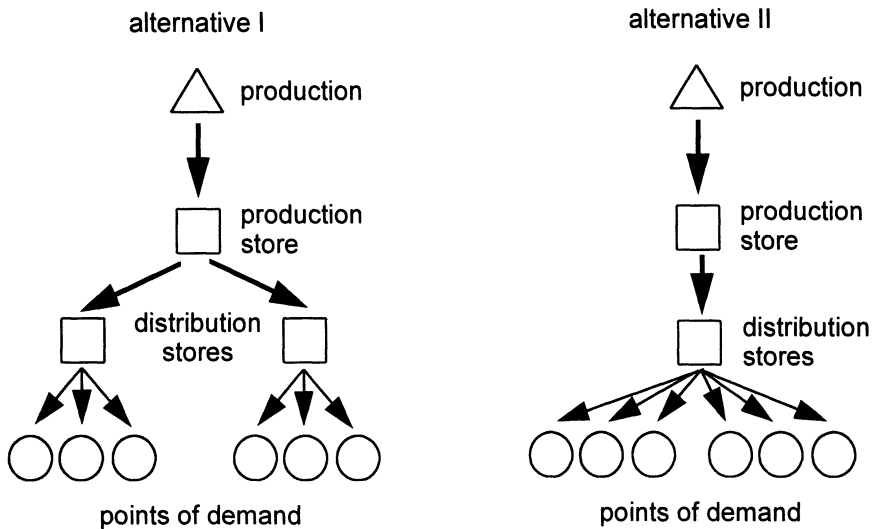 alternative I
production
production
store
distribution
stores
points of demand
alternative II
production
production
store
distribution
stores
points of demand